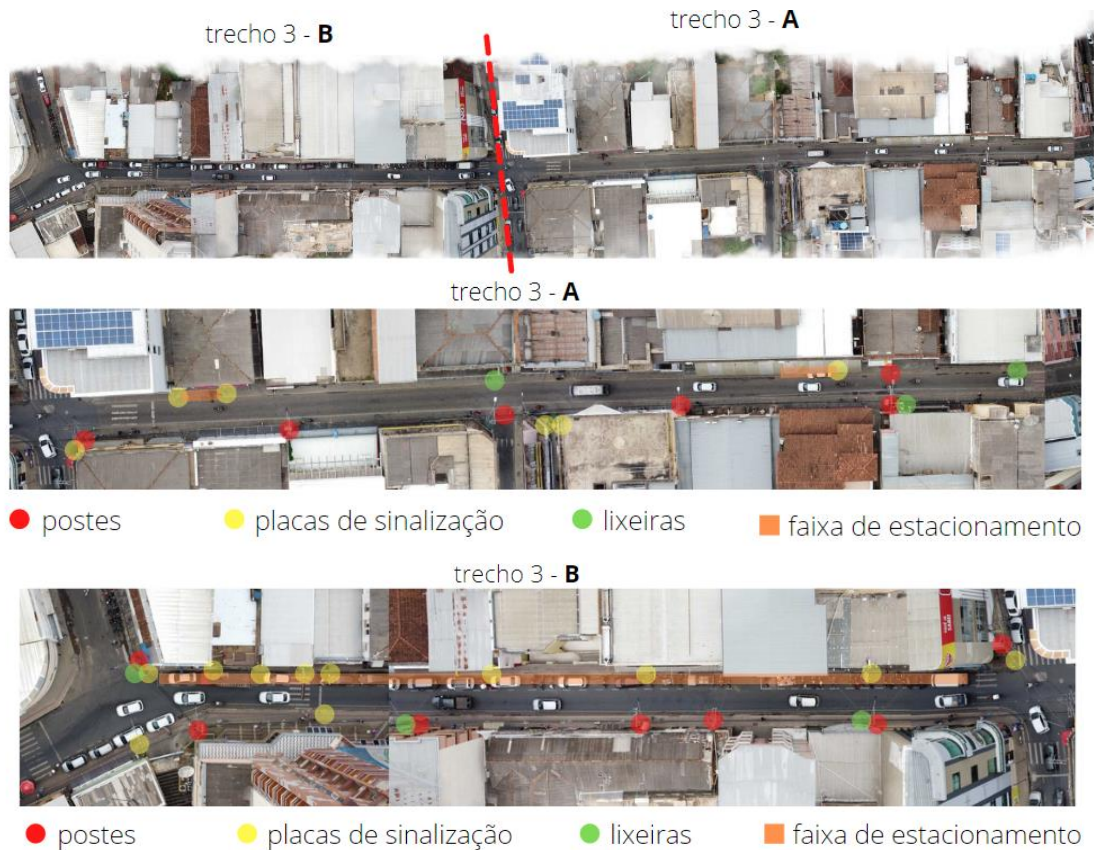 trecho 3 - B
trecho 3 - A
trecho 3 - A
postes
placas de sinalização
lixeiras
faixa de estacionamento
trecho 3 - B
postes
placas de sinalização
lixeiras
faixa de estacionamento